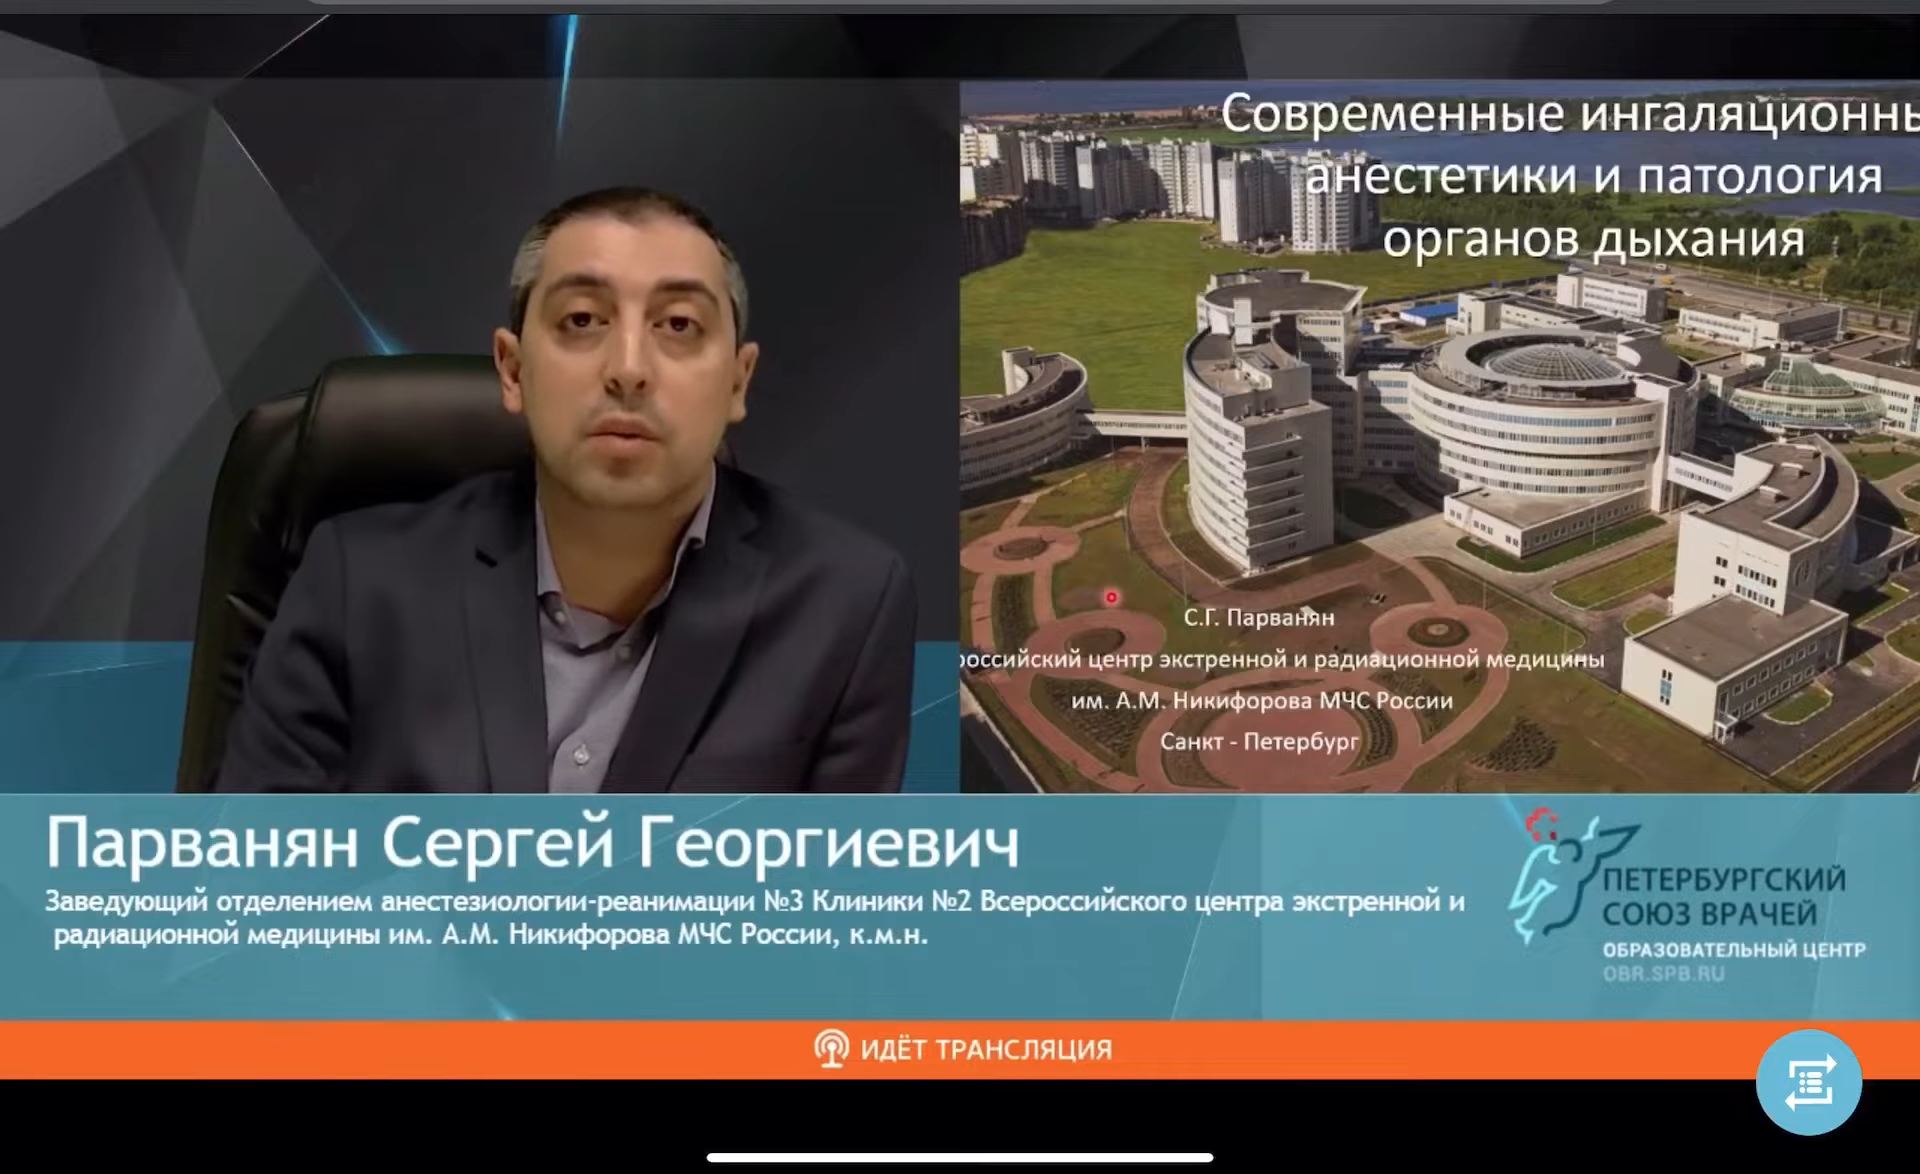 Современные ингаляционны
анестетики и патология
органов дыхания
С.Г. Парванян
российский центр экстренной и радиационной медицины
им. А.М. Никифорова МЧС России
Санкт - Петербург
Парванян Сергей Георгиевич
Заведующий отделением анестезиологии-реанимации №3 Клиники №2 Всероссийского центра экстренной и
радиационной медицины им. А.М. Никифорова МЧС России, к.м.н.
ПЕТЕРБУРГСКИЙ
СОЮЗ ВРАЧЕЙ
ОБРАЗОВАТЕЛЬНЫЙ ЦЕНТР
OBR.SPB.RU
ИДЁТ ТРАНСЛЯЦИЯ